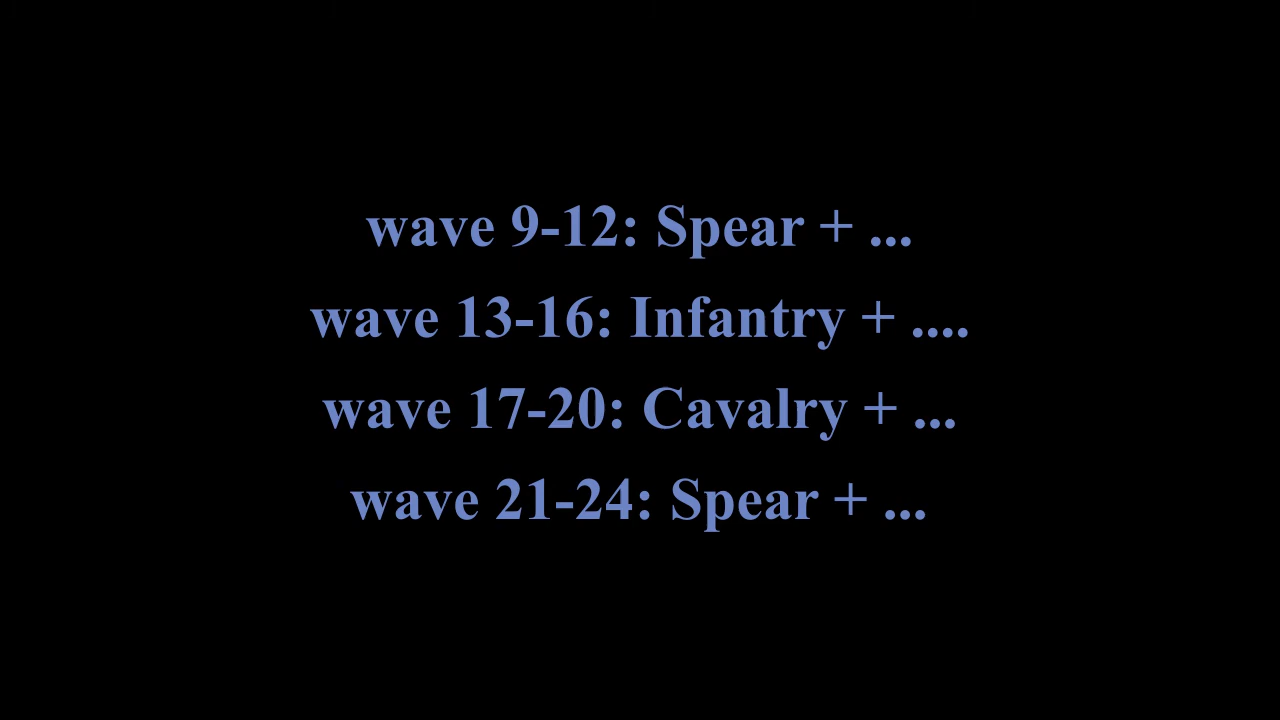 wave 9-12: Spear + ...
wave 13-16: Infantry + ....
wave 17-20: Cavalry + ...
wave 21-24: Spear + ...